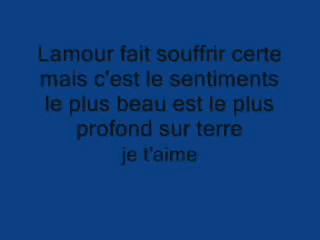 Lamour fait souffrir certe
mais c'est le sentiments
le plus beau est le plus
profond sur terre
je t'aime